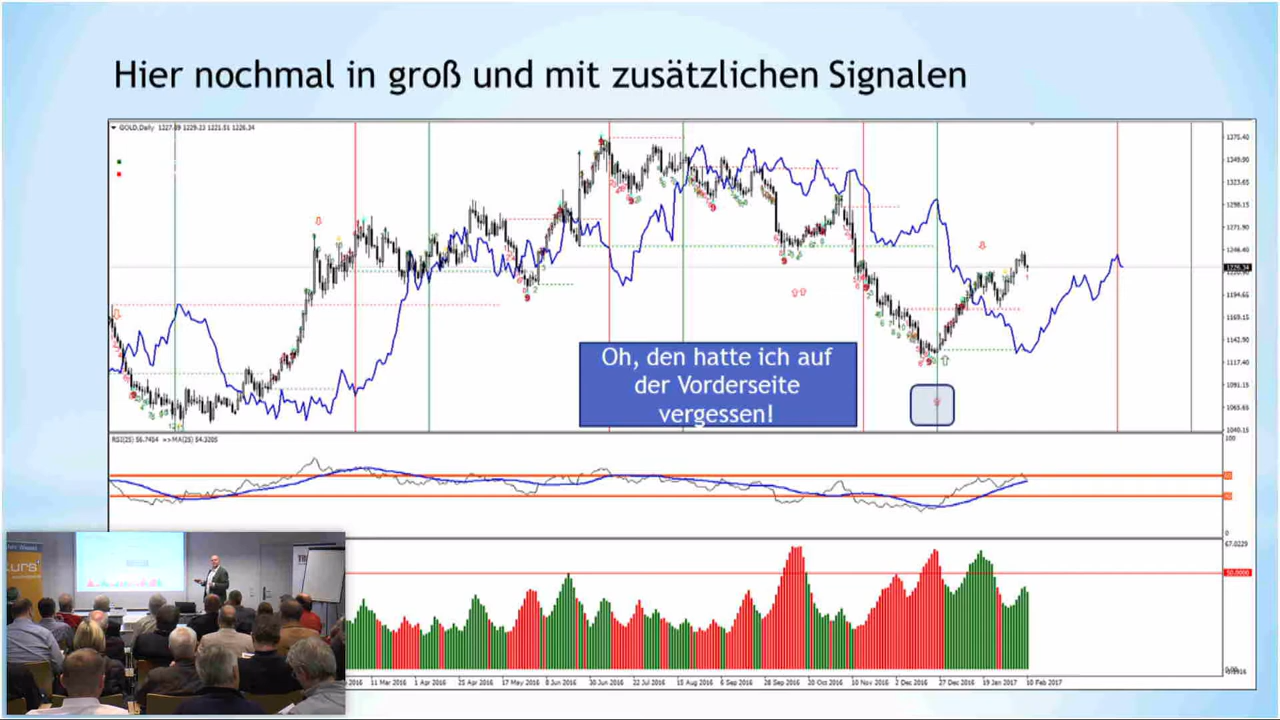 Hier nochmal in groß und mit zusätzlichen Signalen
GOLD,Daily 1227.89 1229.23 1221.51 1226.34
1375.40
1349.90
1323.65
1298.15
1271.90
1246.40
1226.34
1194.65
1169.15
1142.90
1117.40
1091.15
1065.65
1040.15
Oh, den hatte ich auf
der Vorderseite
vergessen!
RSI(25) 56.7414 =>MA(25) 54.3205
100
0
67.0229
50.0000
11 Mar 2016 1 Apr 2016 25 Apr 2016 17 May 2016 8 Jun 2016 30 Jun 2016 22 Jul 2016 15 Aug 2016 6 Sep 2016 28 Sep 2016 20 Oct 2016 10 Nov 2016 2 Dec 2016 27 Dec 2016 19 Jan 2017 10 Feb 2017